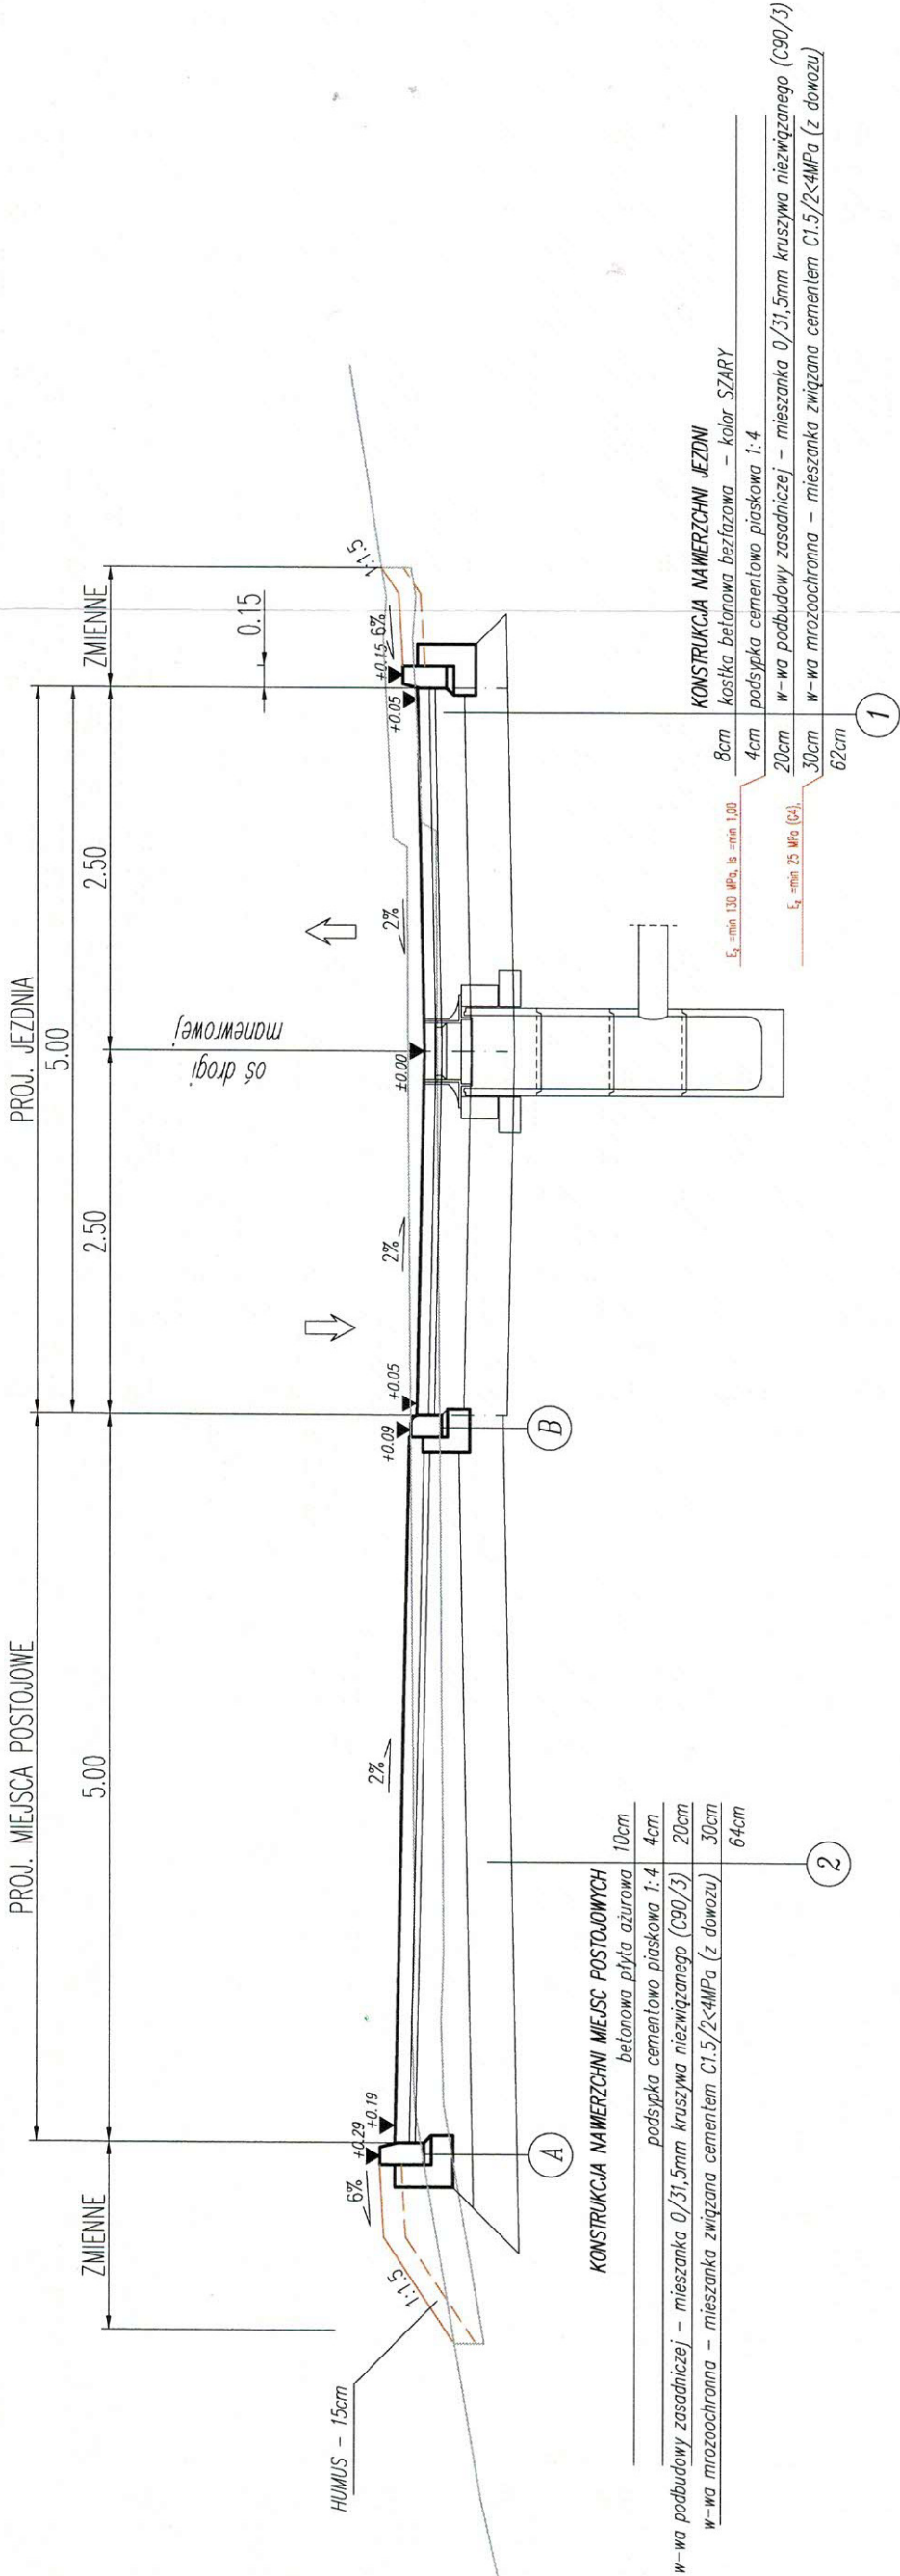 PROJ. MIEJSCA POSTOJOWE
PROJ. JEZDNIA
5.00
ZMIENNE
5.00
2.50
2.50
ZMIENNE
0.15
oś drogi
manewrowej
HUMUS - 15cm
1:1.5
6%
+0.29
+0.19
2%
+0.09
+0.05
2%
±0.00
2%
+0.05
+0.15
6%
1:1.5
A
B
KONSTRUKCJA NAWIERZCHNI MIEJSC POSTOJOWYCH
betonowa płyta ażurowa 10cm
podsypka cementowo piaskowa 1:4 4cm
w-wa podbudowy zasadniczej - mieszanka 0/31,5mm kruszywa niezwiązanego (C90/3) 20cm
w-wa mrozoochronna - mieszanka związana cementem C1.5/2<4MPa (z dowozu) 30cm
64cm
2
KONSTRUKCJA NAWIERZCHNI JEZDNI
8cm kostka betonowa bezfazowa - kolor SZARY
4cm podsypka cementowo piaskowa 1:4
20cm w-wa podbudowy zasadniczej - mieszanka 0/31,5mm kruszywa niezwiązanego (C90/3)
30cm w-wa mrozoochronna - mieszanka związana cementem C1.5/2<4MPa (z dowozu)
62cm
E₂ =min 130 MPa, Is =min 1,00
E₂ =min 25 MPa (G4),
1